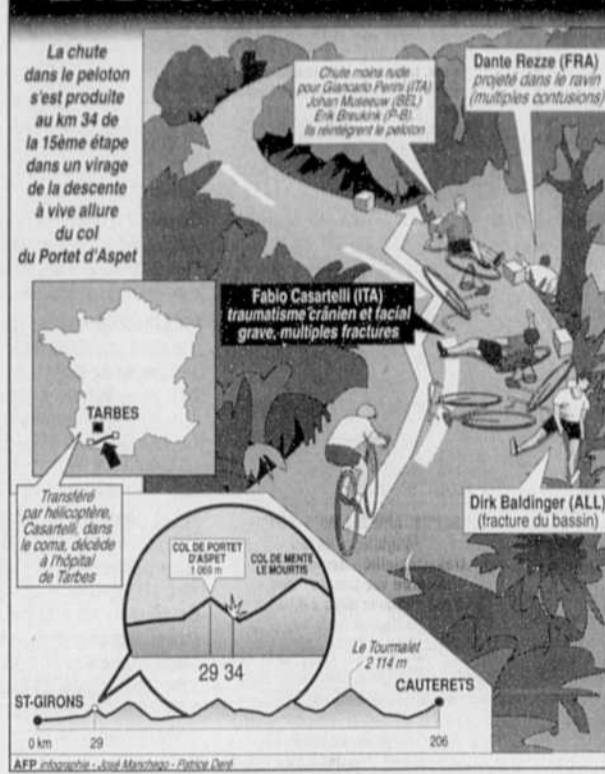 La chute
dans le peloton
s'est produite
au km 34 de
la 15ème étape
dans un virage
de la descente
à vive allure
du col
du Portet d'Aspet
Chute moins rude
pour Giancarlo Perini (ITA)
Johan Museeuw (BEL)
Erik Breukink (P-B).
Ils réintègrent le peloton
Dante Rezze (FRA)
projeté dans le ravin
(multiples contusions)
Fabio Casartelli (ITA)
traumatisme crânien et facial
grave, multiples fractures
TARBES
Transféré
par hélicoptère,
Casartelli, dans
le coma, décède
à l'hôpital
de Tarbes
Dirk Baldinger (ALL)
(fracture du bassin)
COL DE PORTET
D'ASPET
1 069 m
COL DE MENTE
LE MOURTIS
29 34
Le Tourmalet
2 114 m
ST-GIRONS
CAUTERETS
0 km
29
206
AFP infographie - José Manchego - Patrice Deré